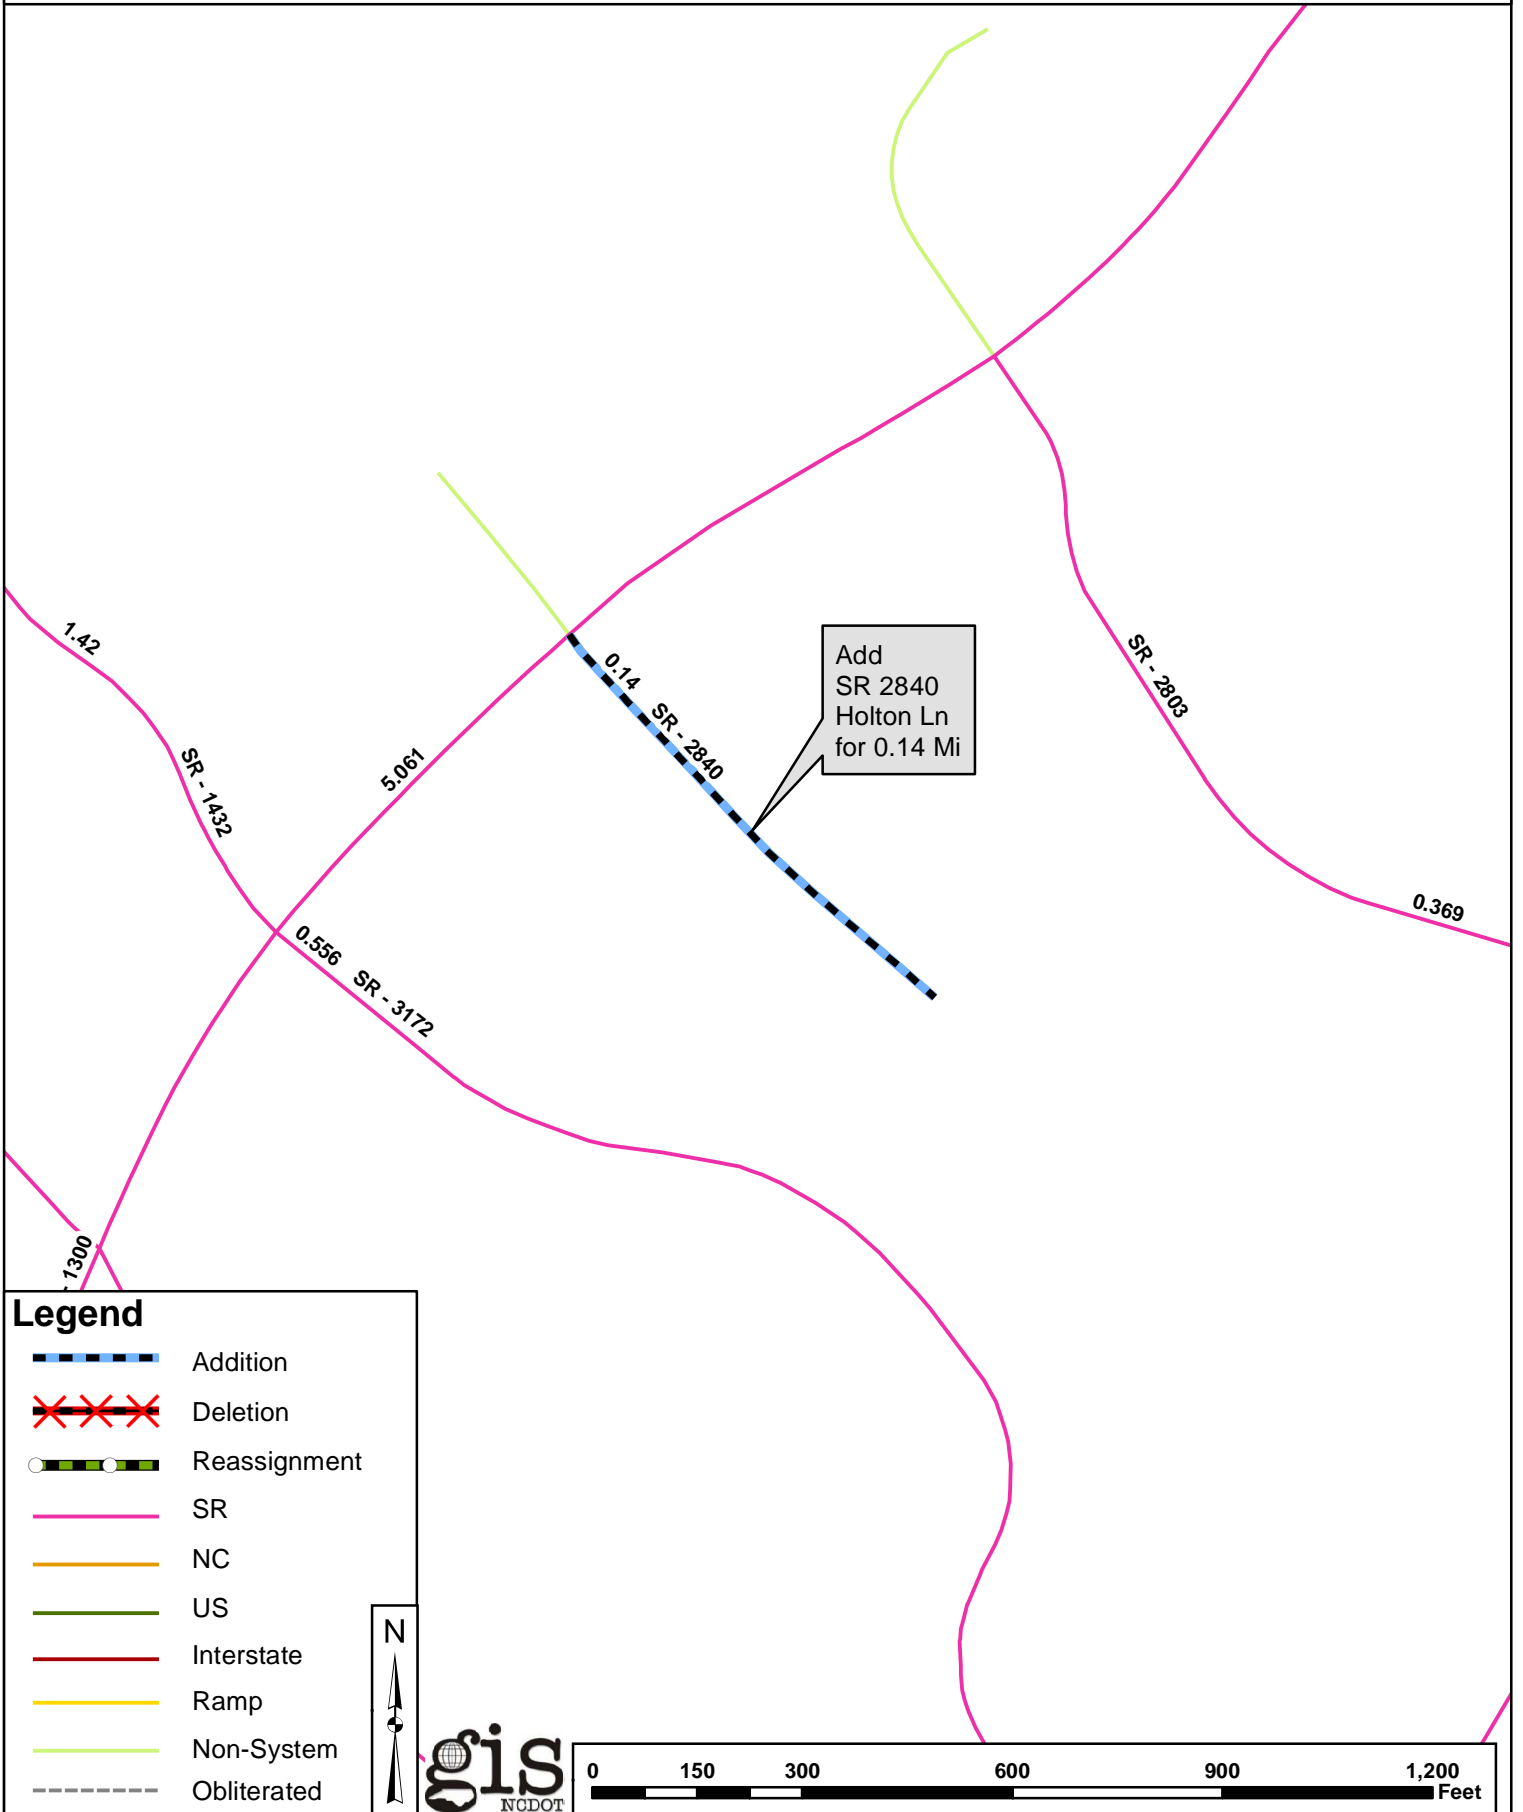 1.42
SR - 1432
5.061
0.14
SR - 2840
Add
SR 2840
Holton Ln
for 0.14 Mi
SR - 2803
0.369
0.556
SR - 3172
- 1300
Legend
Addition
Deletion
Reassignment
SR
NC
US
Interstate
Ramp
Non-System
Obliterated
N
gis
NCDOT
0 150 300 600 900 1,200
Feet